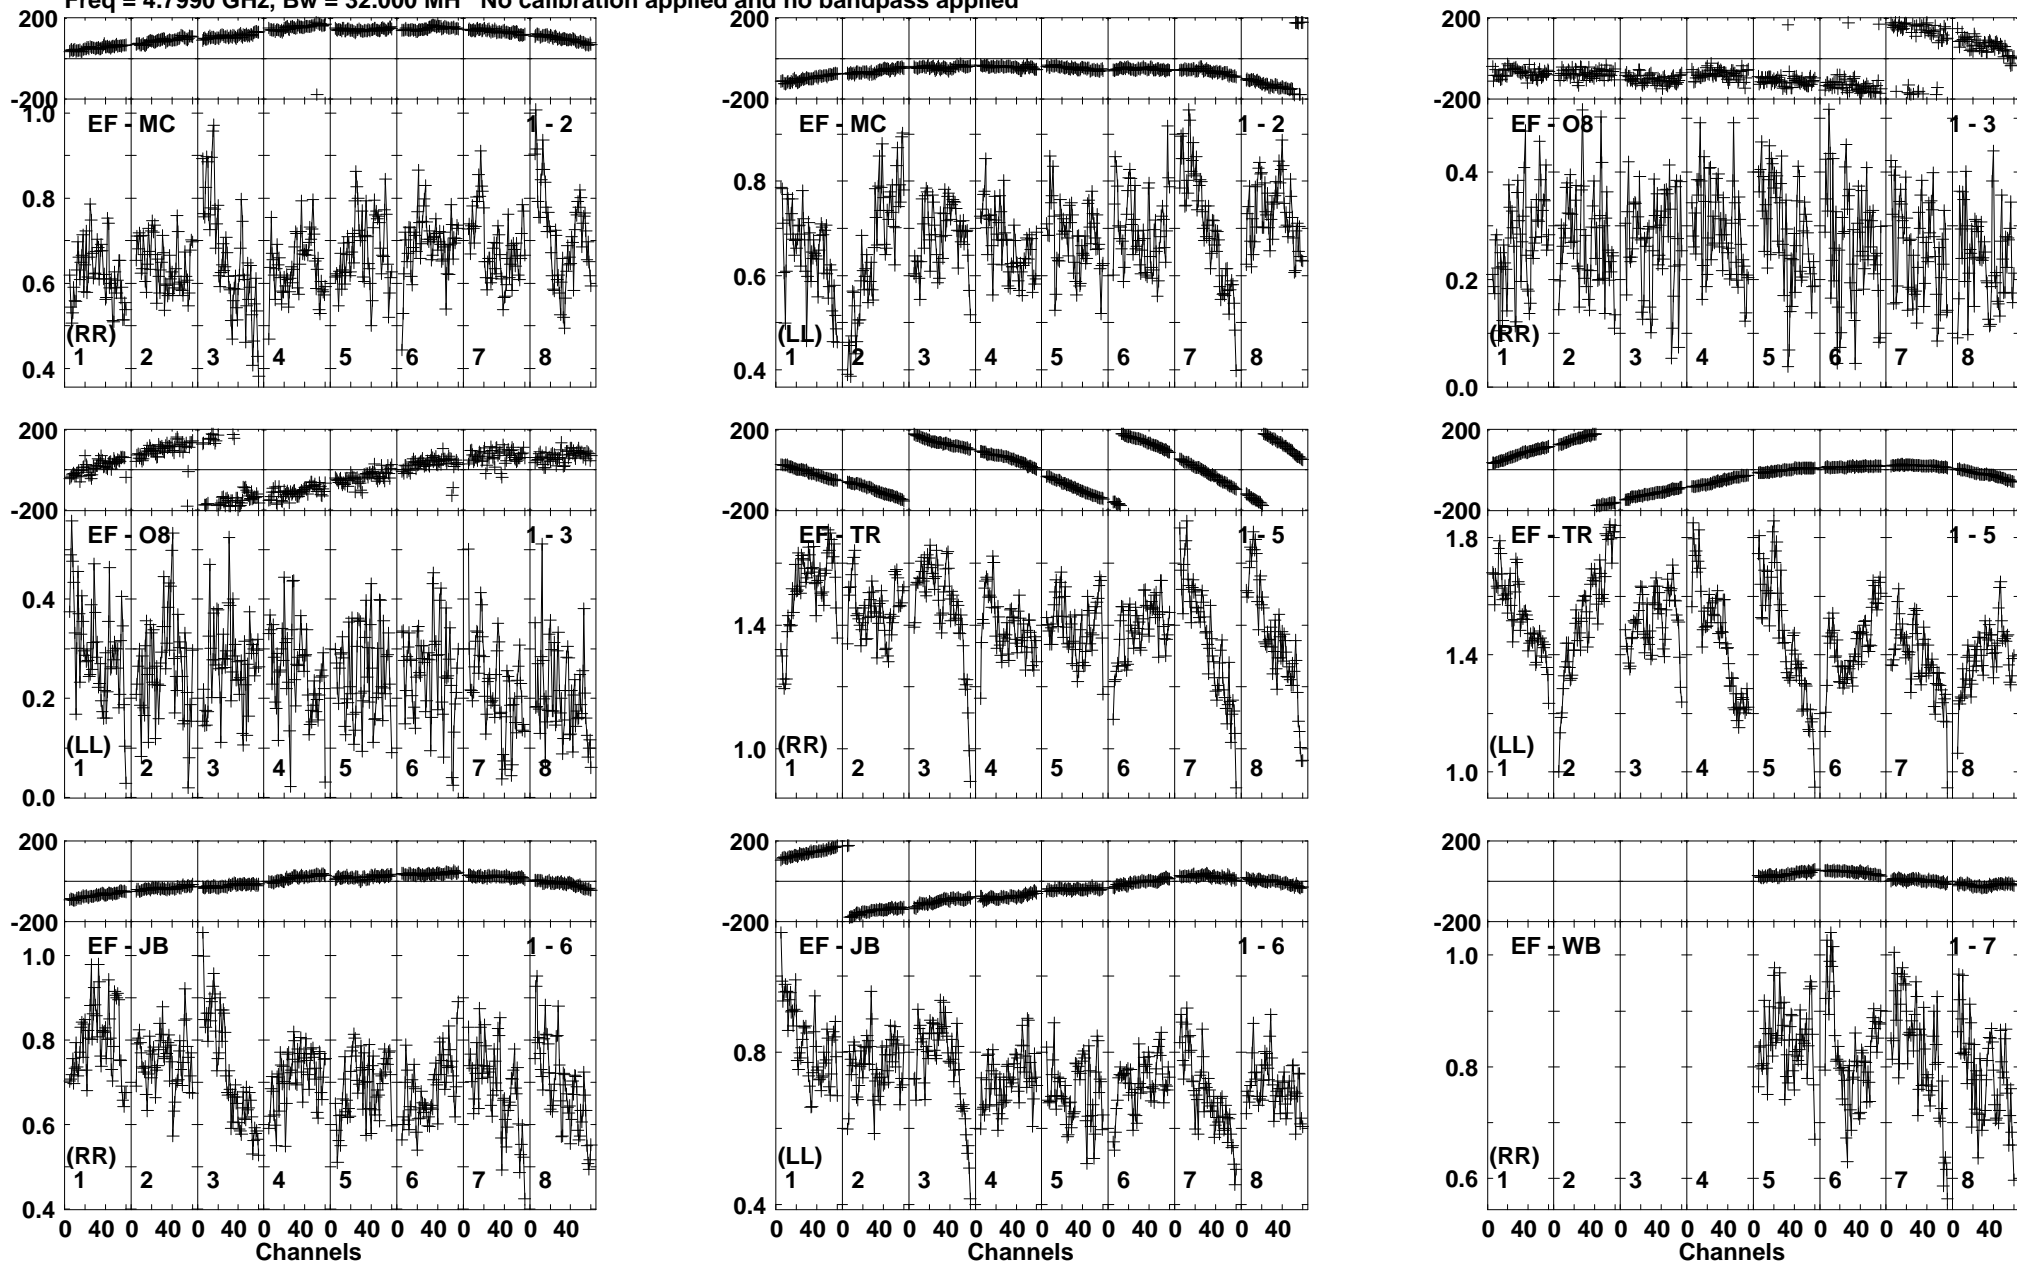 Freq = 4.7990 GHz, Bw = 32.000 MH No calibration applied and no bandpass applied
200 200 200
-200 -200 -200
1.0 EF - MC 1 - 2
0.8
0.6
0.4
(RR)
1 2 3 4 5 6 7 8
EF - MC 1 - 2
0.8
0.6
0.4
(LL)
1 2 3 4 5 6 7 8
EF - O8 1 - 3
0.4
0.2
0.0
(RR)
1 2 3 4 5 6 7 8
200 200 200
-200 -200 -200
EF - O8 1 - 3
0.4
0.2
0.0
(LL)
1 2 3 4 5 6 7 8
EF - TR 1 - 5
1.4
1.0
(RR)
1 2 3 4 5 6 7 8
EF - TR 1 - 5
1.8
1.4
1.0
(LL)
1 2 3 4 5 6 7 8
200 200 200
-200 -200 -200
EF - JB 1 - 6
1.0
0.8
0.6
0.4
(RR)
1 2 3 4 5 6 7 8
0 40 0 40 0 40 0 40 0 40 0 40 0 40 0 40
Channels
EF - JB 1 - 6
0.8
0.4
(LL)
1 2 3 4 5 6 7 8
0 40 0 40 0 40 0 40 0 40 0 40 0 40 0 40
Channels
EF - WB 1 - 7
1.0
0.8
0.6
(RR)
1 2 3 4 5 6 7 8
0 40 0 40 0 40 0 40 0 40 0 40 0 40 0 40
Channels